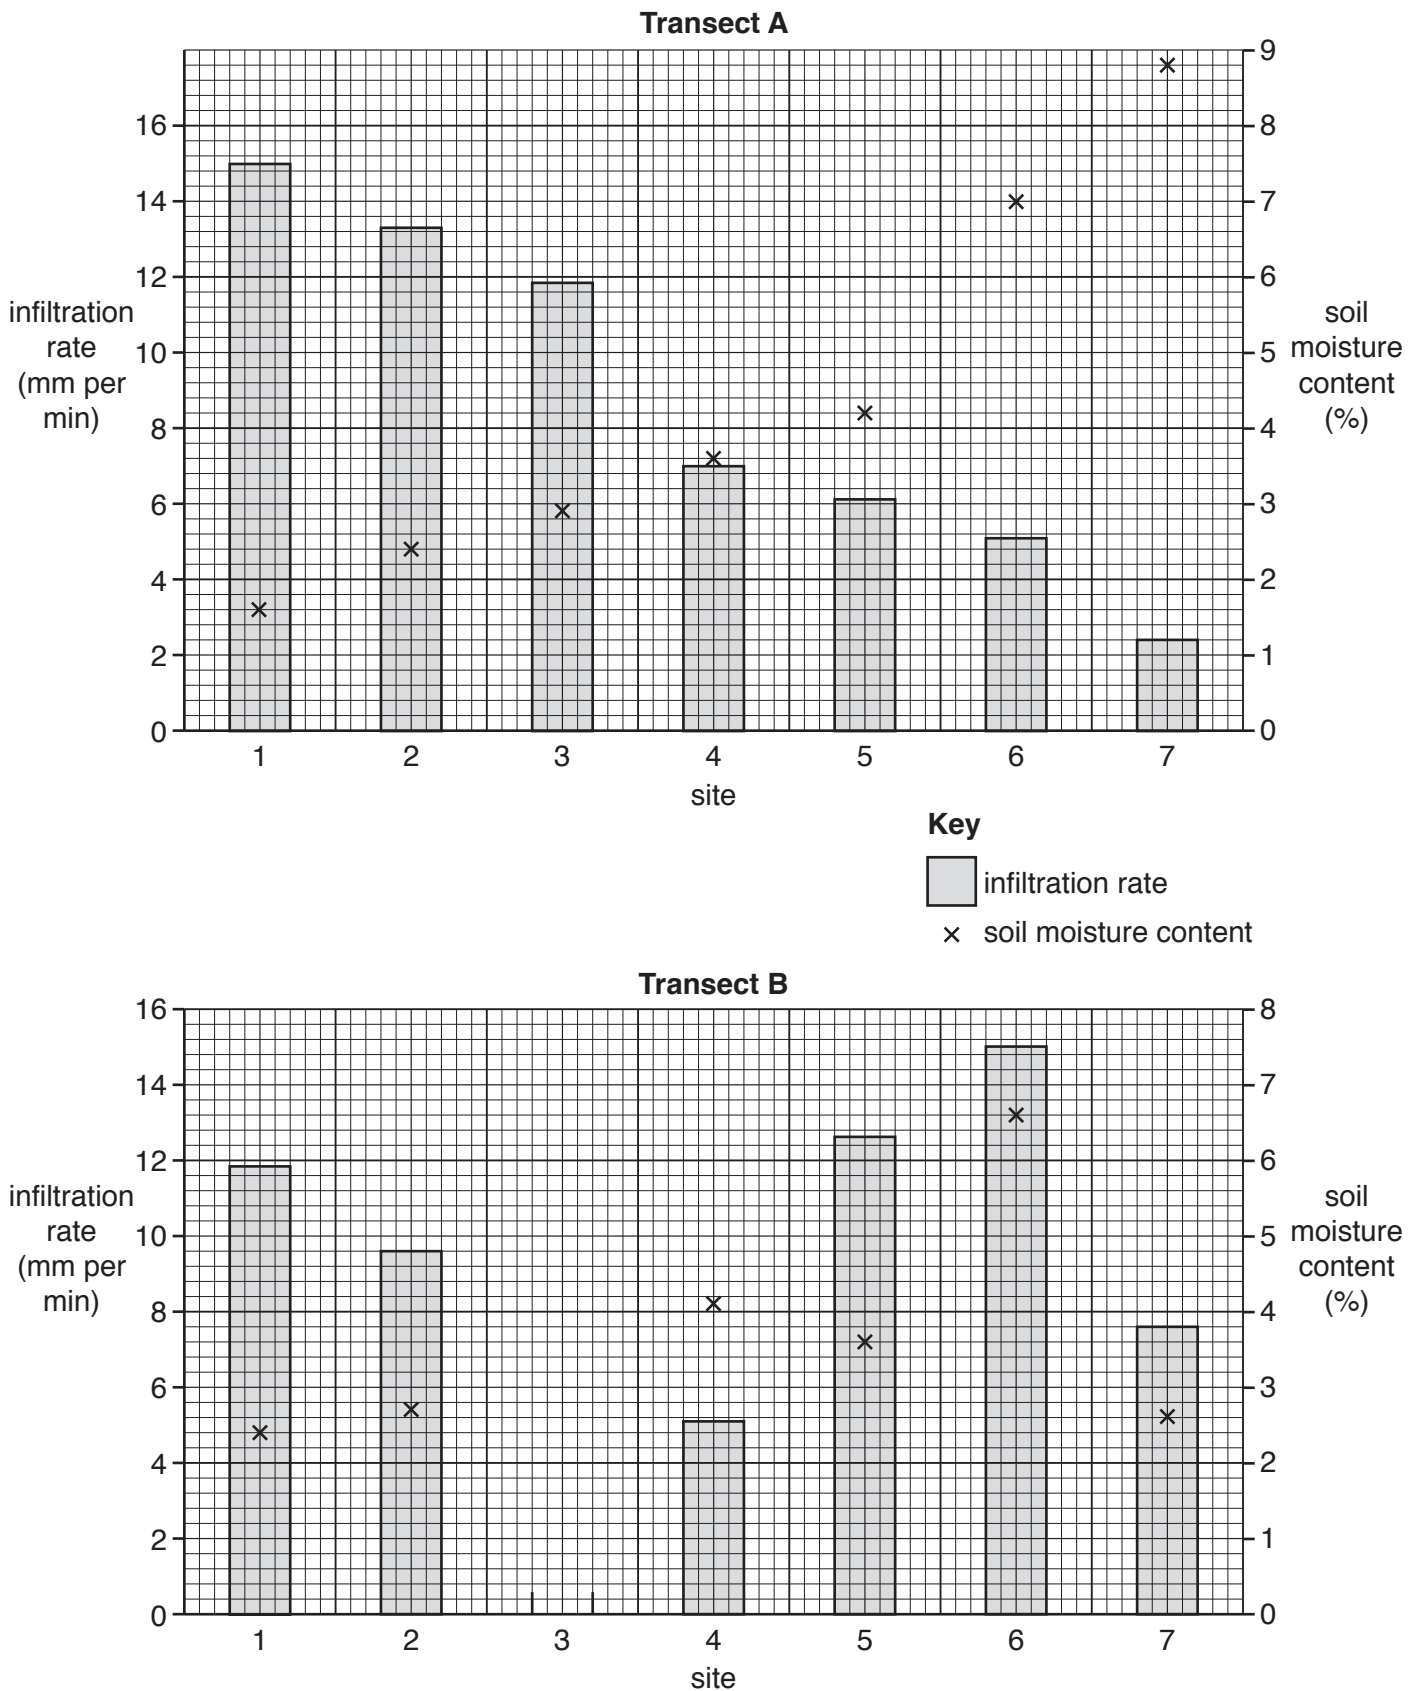 Transect A
9
16
8
14
7
12
6
infiltration
rate
(mm per
min)
10
5
soil
moisture
content
(%)
8
4
6
3
4
2
2
1
0
0
1 2 3 4 5 6 7
site
Key
infiltration rate
× soil moisture content
Transect B
16
8
14
7
12
6
infiltration
rate
(mm per
min)
10
5
soil
moisture
content
(%)
8
4
6
3
4
2
2
1
0
0
1 2 3 4 5 6 7
site